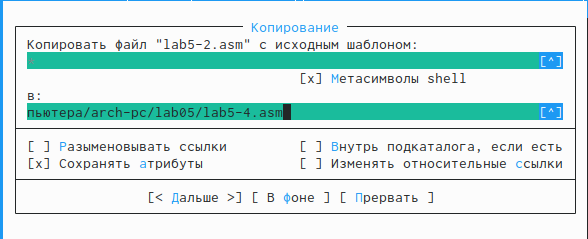 Копирование
Копировать файл "lab5-2.asm" с исходным шаблоном:
* [^]
[x] Метасимволы shell
в:
пьютера/arch-pc/lab05/lab5-4.asm [^]
[ ] Разыменовывать ссылки [ ] Внутрь подкаталога, если есть
[x] Сохранять атрибуты [ ] Изменять относительные ссылки
[< Дальше >] [ В фоне ] [ Прервать ]